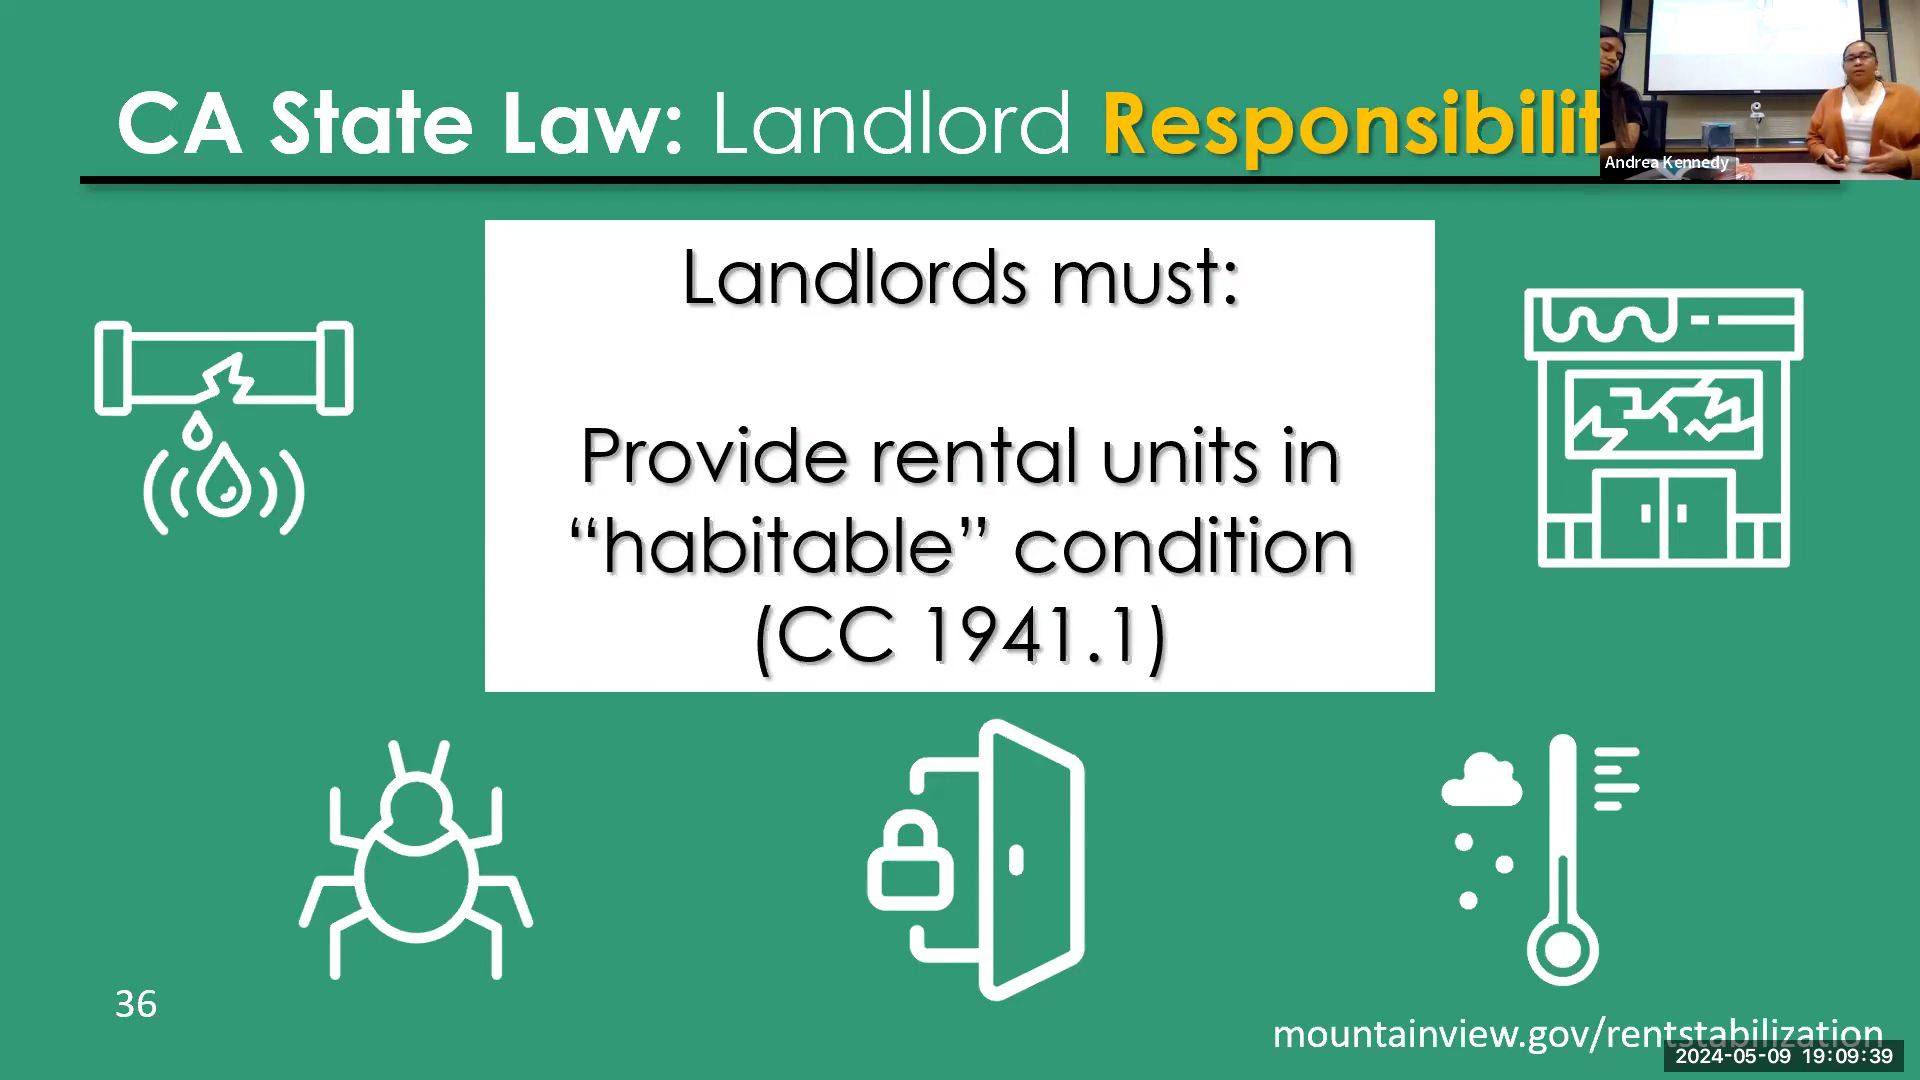 CA State Law: Landlord Responsibilit
Andrea Kennedy
Landlords must:
Provide rental units in
“habitable” condition
(CC 1941.1)
36
mountainview.gov/rentstabilization
2024-05-09 19:09:39